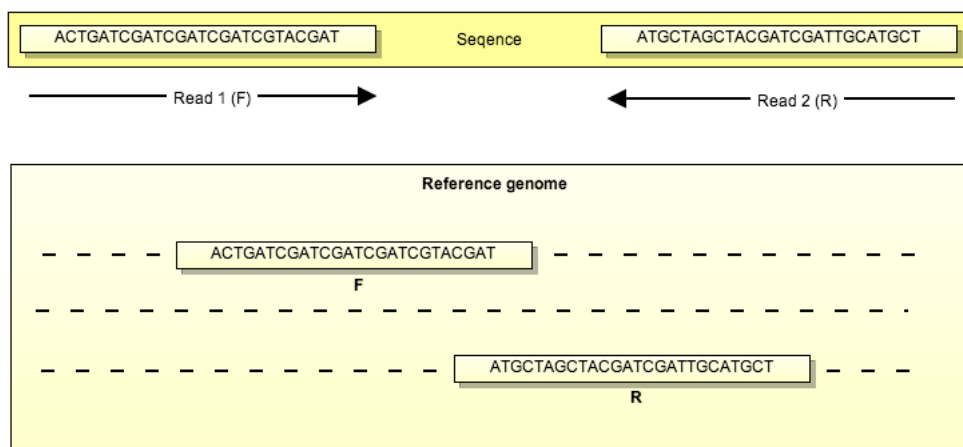 ACTGATCGATCGATCGATCGTACGAT Seqence ATGCTAGCTACGATCGATTGCATGCT
Read 1 (F) Read 2 (R)
Reference genome
ACTGATCGATCGATCGATCGTACGAT
F
ATGCTAGCTACGATCGATTGCATGCT
R